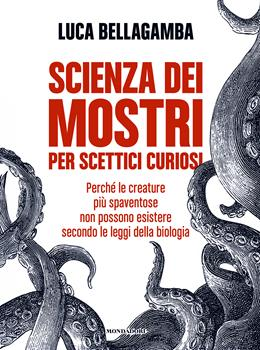 LUCA BELLAGAMBA
SCIENZA DEI
MOSTRI
PER SCETTICI CURIOSI
Perché le creature
più spaventose
non possono esistere
secondo le leggi della biologia
MONDADORI